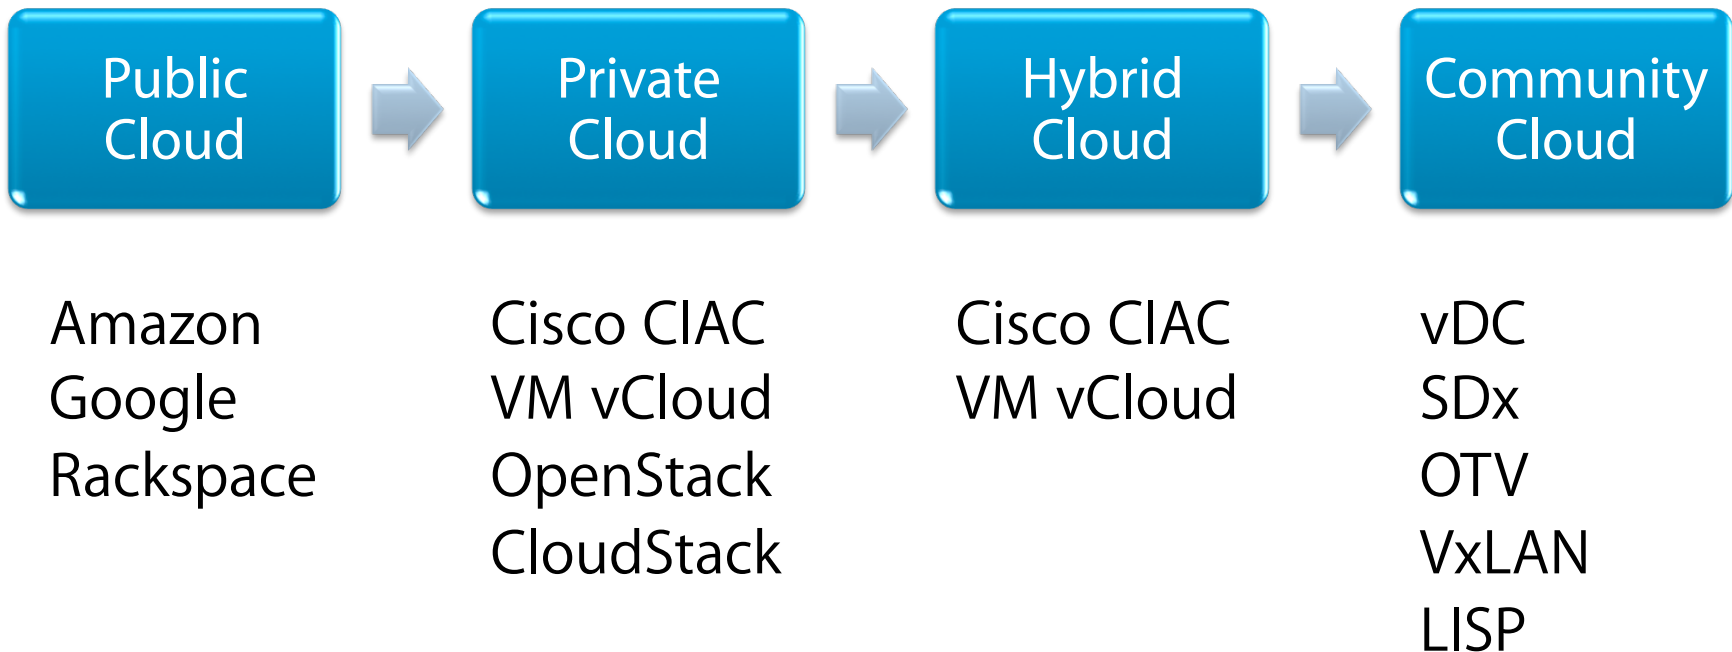 Public
Cloud
Private
Cloud
Hybrid
Cloud
Community
Cloud
Amazon
Google
Rackspace
Cisco CIAC
VM vCloud
OpenStack
CloudStack
Cisco CIAC
VM vCloud
vDC
SDx
OTV
VxLAN
LISP